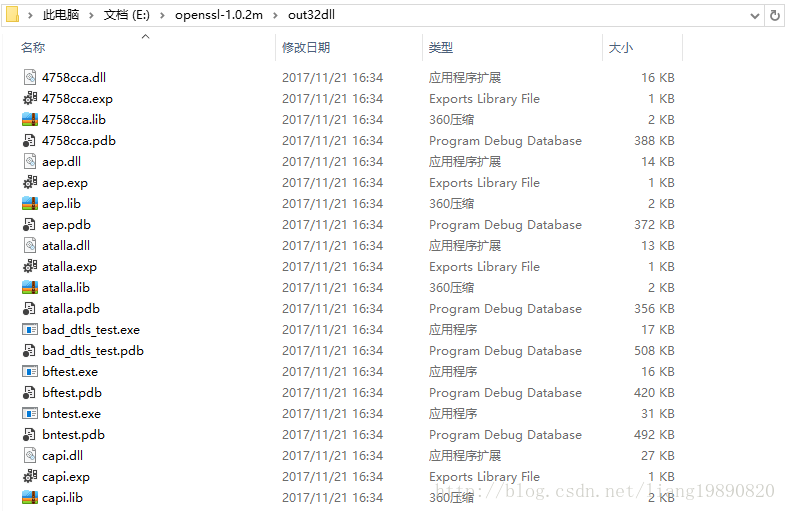 此电脑 › 文档 (E:) › openssl-1.0.2m › out32dll
名称 修改日期 类型 大小
4758cca.dll 2017/11/21 16:34 应用程序扩展 16 KB
4758cca.exp 2017/11/21 16:34 Exports Library File 1 KB
4758cca.lib 2017/11/21 16:34 360压缩 2 KB
4758cca.pdb 2017/11/21 16:34 Program Debug Database 388 KB
aep.dll 2017/11/21 16:34 应用程序扩展 14 KB
aep.exp 2017/11/21 16:34 Exports Library File 1 KB
aep.lib 2017/11/21 16:34 360压缩 2 KB
aep.pdb 2017/11/21 16:34 Program Debug Database 372 KB
atalla.dll 2017/11/21 16:34 应用程序扩展 13 KB
atalla.exp 2017/11/21 16:34 Exports Library File 1 KB
atalla.lib 2017/11/21 16:34 360压缩 2 KB
atalla.pdb 2017/11/21 16:34 Program Debug Database 356 KB
bad_dtls_test.exe 2017/11/21 16:34 应用程序 17 KB
bad_dtls_test.pdb 2017/11/21 16:34 Program Debug Database 508 KB
bftest.exe 2017/11/21 16:34 应用程序 16 KB
bftest.pdb 2017/11/21 16:34 Program Debug Database 420 KB
bntest.exe 2017/11/21 16:34 应用程序 31 KB
bntest.pdb 2017/11/21 16:34 Program Debug Database 492 KB
capi.dll 2017/11/21 16:34 应用程序扩展 27 KB
capi.exp 2017/11/21 16:34 Exports Library File 1 KB
capi.lib 2017/11/21 16:34 360压缩 2 KB
http://blog.csdn.net/liang19890820